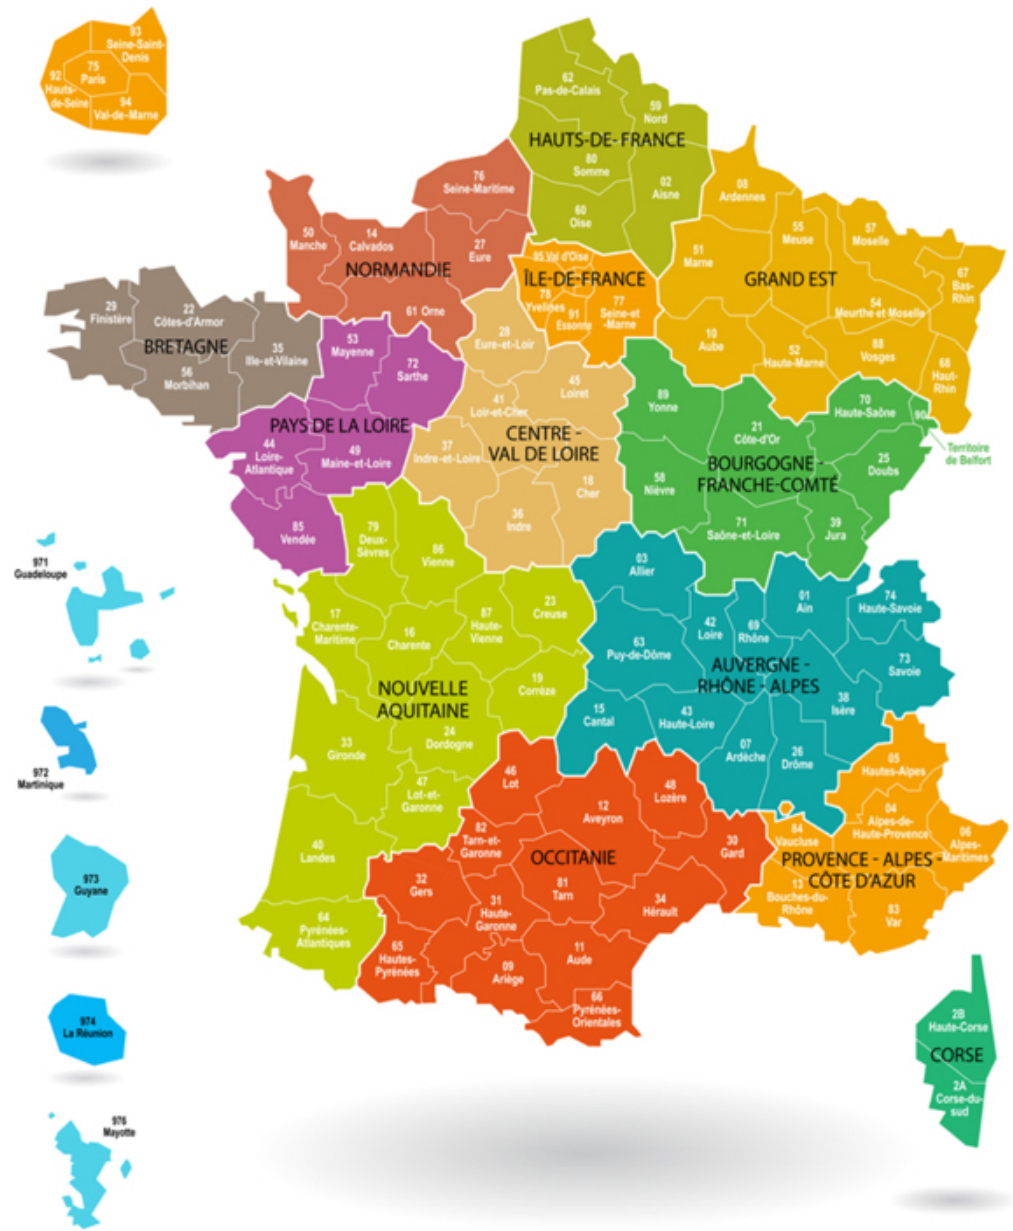 93
Seine-Saint-
Denis
75
Paris
92
Hauts-
de-Seine
94
Val-de-Marne
62
Pas-de-Calais
59
Nord
HAUTS-DE- FRANCE
80
Somme
02
Aisne
60
Oise
76
Seine-Maritime
50
Manche
14
Calvados
27
Eure
NORMANDIE
61 Orne
95 Val d'Oise
ÎLE-DE-FRANCE
78
Yvelines
91
Essonne
77
Seine-et
-Marne
08
Ardennes
55
Meuse
57
Moselle
51
Marne
GRAND EST
67
Bas-
Rhin
54
Meurthe et Moselle
10
Aube
52
Haute-Marne
88
Vosges
68
Haut-
Rhin
29
Finistère
22
Côtes-d'Armor
BRETAGNE
35
Ille-et-Vilaine
56
Morbihan
53
Mayenne
72
Sarthe
PAYS DE LA LOIRE
44
Loire-
Atlantique
49
Maine-et-Loire
85
Vendée
28
Eure-et-Loir
45
Loiret
41
Loir-et-Cher
CENTRE -
VAL DE LOIRE
37
Indre-et-Loire
18
Cher
36
Indre
89
Yonne
21
Côte-d'Or
70
Haute-Saône
90
Territoire
de Belfort
BOURGOGNE -
FRANCHE-COMTÉ
25
Doubs
58
Nièvre
71
Saône-et-Loire
39
Jura
79
Deux-
Sèvres
86
Vienne
17
Charente-
Maritime
16
Charente
87
Haute-
Vienne
23
Creuse
19
Corrèze
NOUVELLE
AQUITAINE
33
Gironde
24
Dordogne
47
Lot-et-
Garonne
40
Landes
64
Pyrénées-
Atlantiques
03
Allier
01
Ain
74
Haute-Savoie
42
Loire
69
Rhône
63
Puy-de-Dôme
73
Savoie
AUVERGNE -
RHÔNE - ALPES
38
Isère
15
Cantal
43
Haute-Loire
07
Ardèche
26
Drôme
46
Lot
12
Aveyron
48
Lozère
82
Tarn-et-
Garonne
30
Gard
OCCITANIE
32
Gers
81
Tarn
31
Haute-
Garonne
34
Hérault
65
Hautes-
Pyrénées
09
Ariège
11
Aude
66
Pyrénées-
Orientales
05
Hautes-Alpes
04
Alpes-de-
Haute-Provence
06
Alpes-
Maritimes
84
Vaucluse
PROVENCE - ALPES -
CÔTE D'AZUR
13
Bouches-du-
Rhône
83
Var
2B
Haute-Corse
CORSE
2A
Corse-du-
sud
971
Guadeloupe
972
Martinique
973
Guyane
974
La Réunion
976
Mayotte